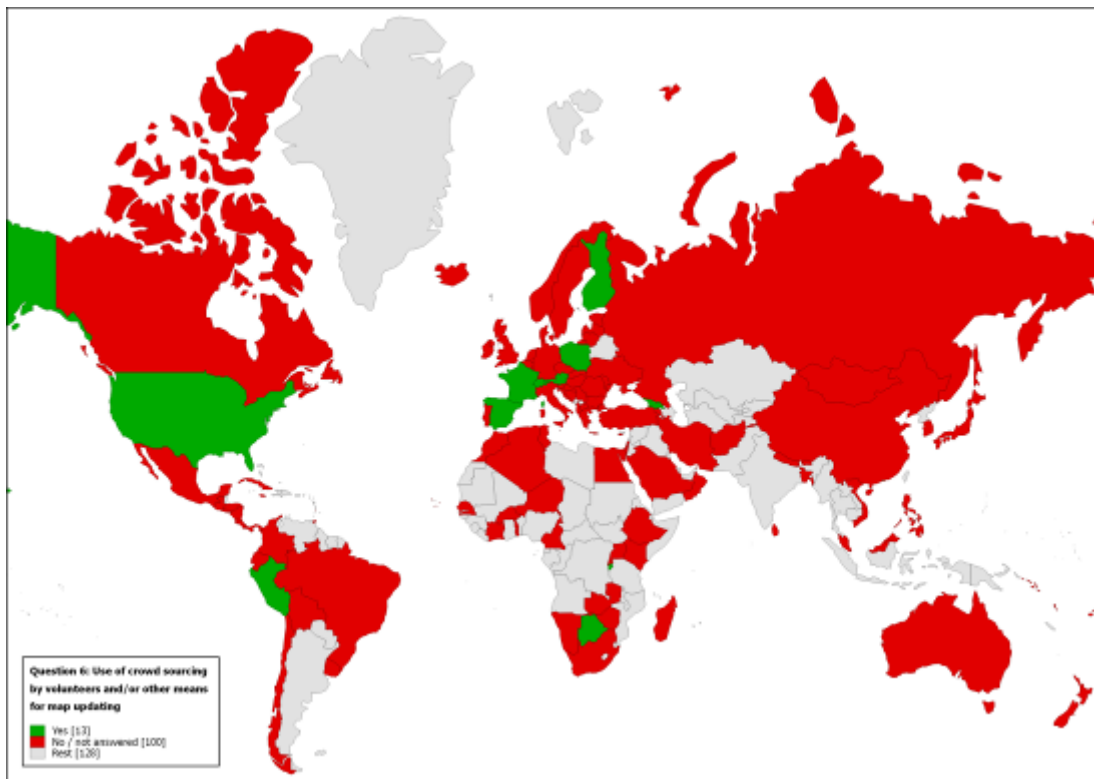 Question 6: Use of crowd sourcing
by volunteers and/or other means
for map updating
Yes [13]
No / not answered [100]
Rest [128]